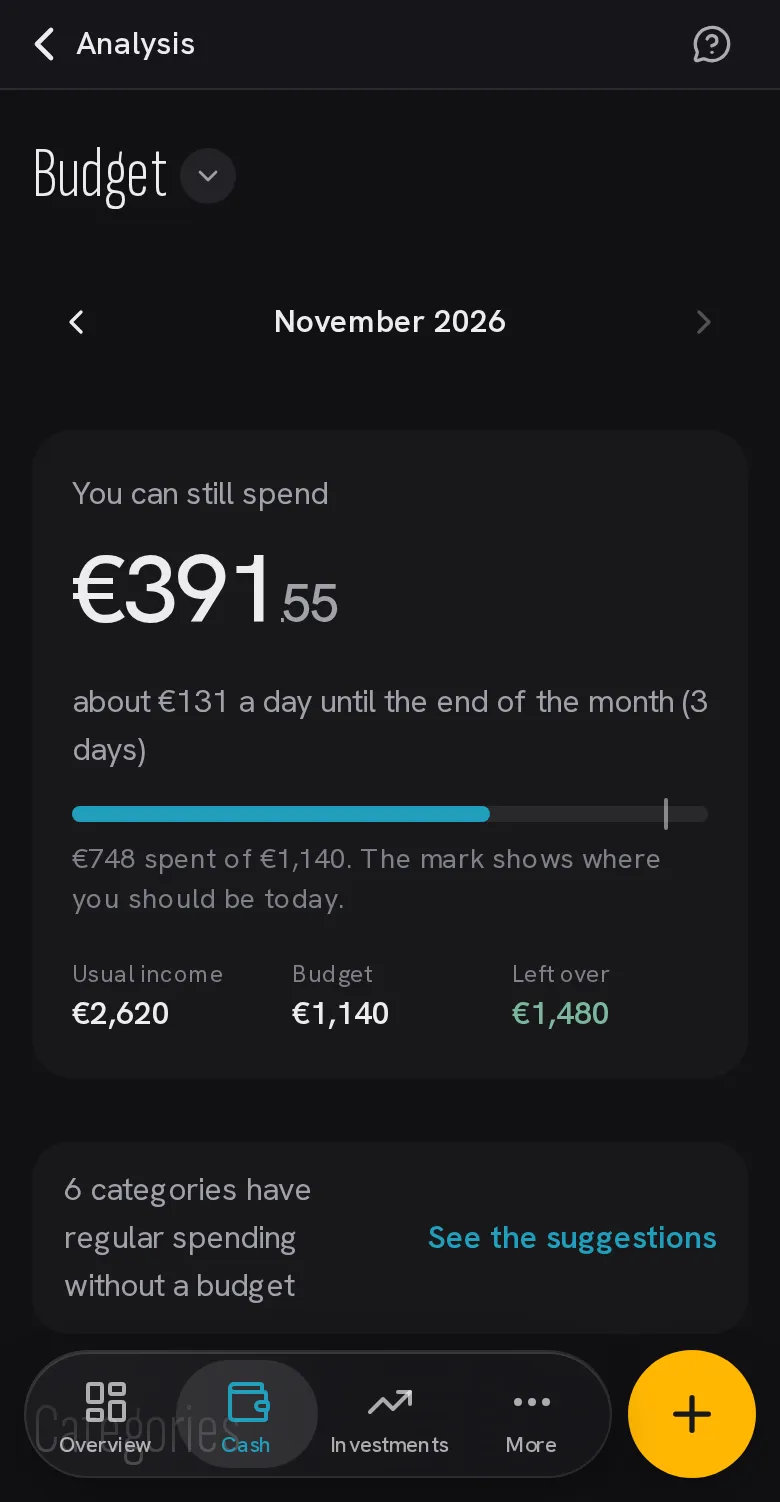 Analysis
Budget
November 2026
You can still spend
€391.55
about €131 a day until the end of the month (3
days)
€748 spent of €1,140. The mark shows where
you should be today.
Usual income Budget Left over
€2,620 €1,140 €1,480
6 categories have
regular spending
without a budget
See the suggestions
Categories
Overview Cash Investments More